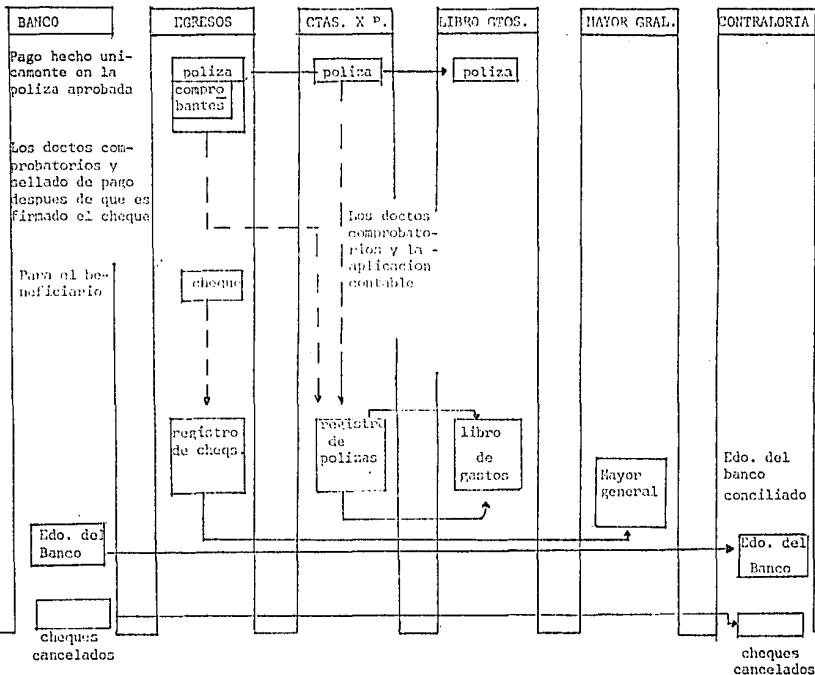 BANCO
EGRESOS
CTAS. X P.
LIBRO GTOS.
MAYOR GRAL.
CONTRALORIA
Pago hecho uni-
camente en la
poliza aprobada
poliza
compro
bantes
poliza
poliza
Los doctos com-
probatorios y
sellado de pago
despues de que es
firmado el cheque
Los doctos
comprobato-
rios y la -
aplicacion
contable
Para el be-
neficiario
cheque
registro
de cheqs.
registro
de
polizas
libro
de
gastos
Mayor
general
Edo. del
banco
conciliado
Edo. del
Banco
Edo. del
Banco
cheques
cancelados
cheques
cancelados